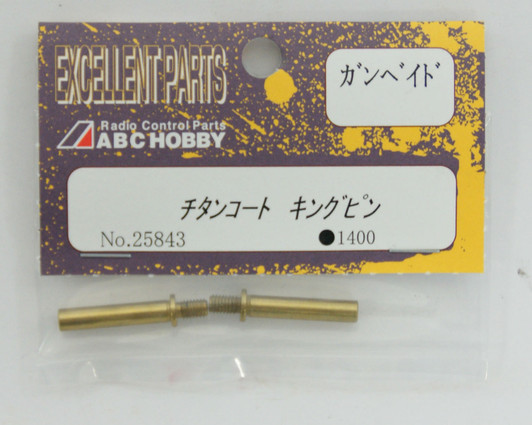 EXCELLENT PARTS
ガンベイド
Radio Control Parts
ABC HOBBY
チタンコート キングピン
No.25843 ●1400